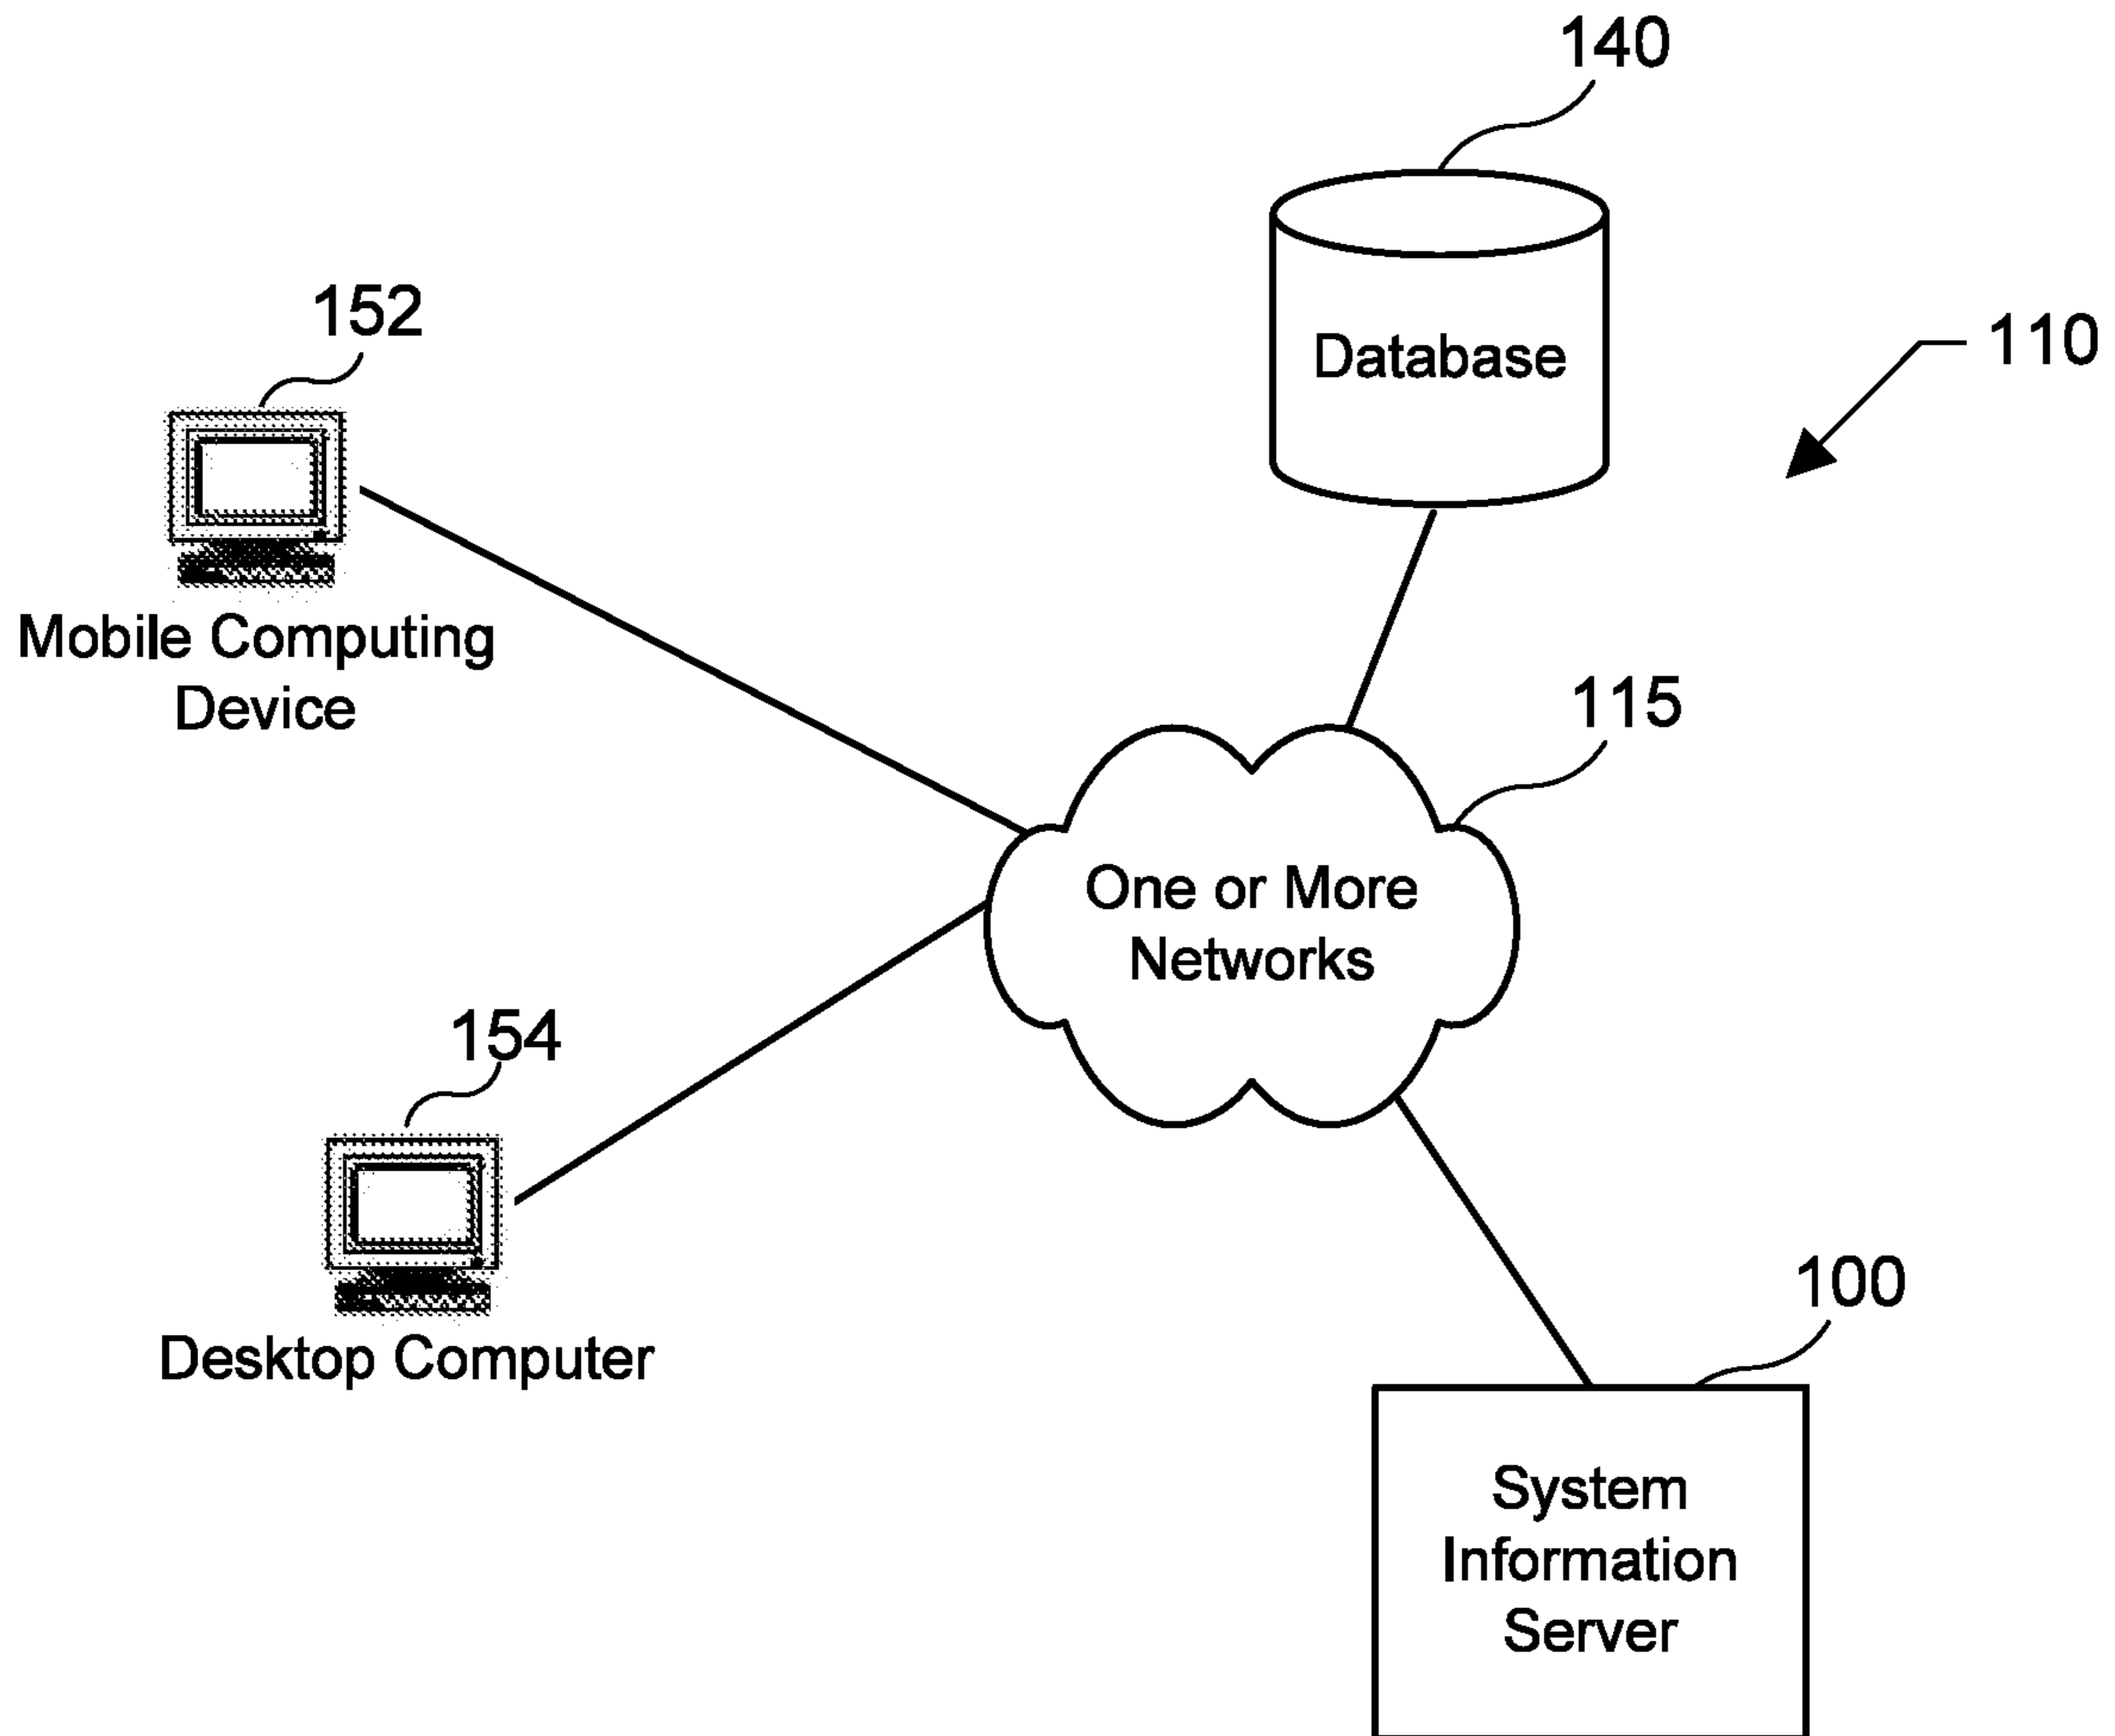 140
152
110
Database
Mobile Computing
Device
115
One or More
Networks
154
100
Desktop Computer
System
Information
Server